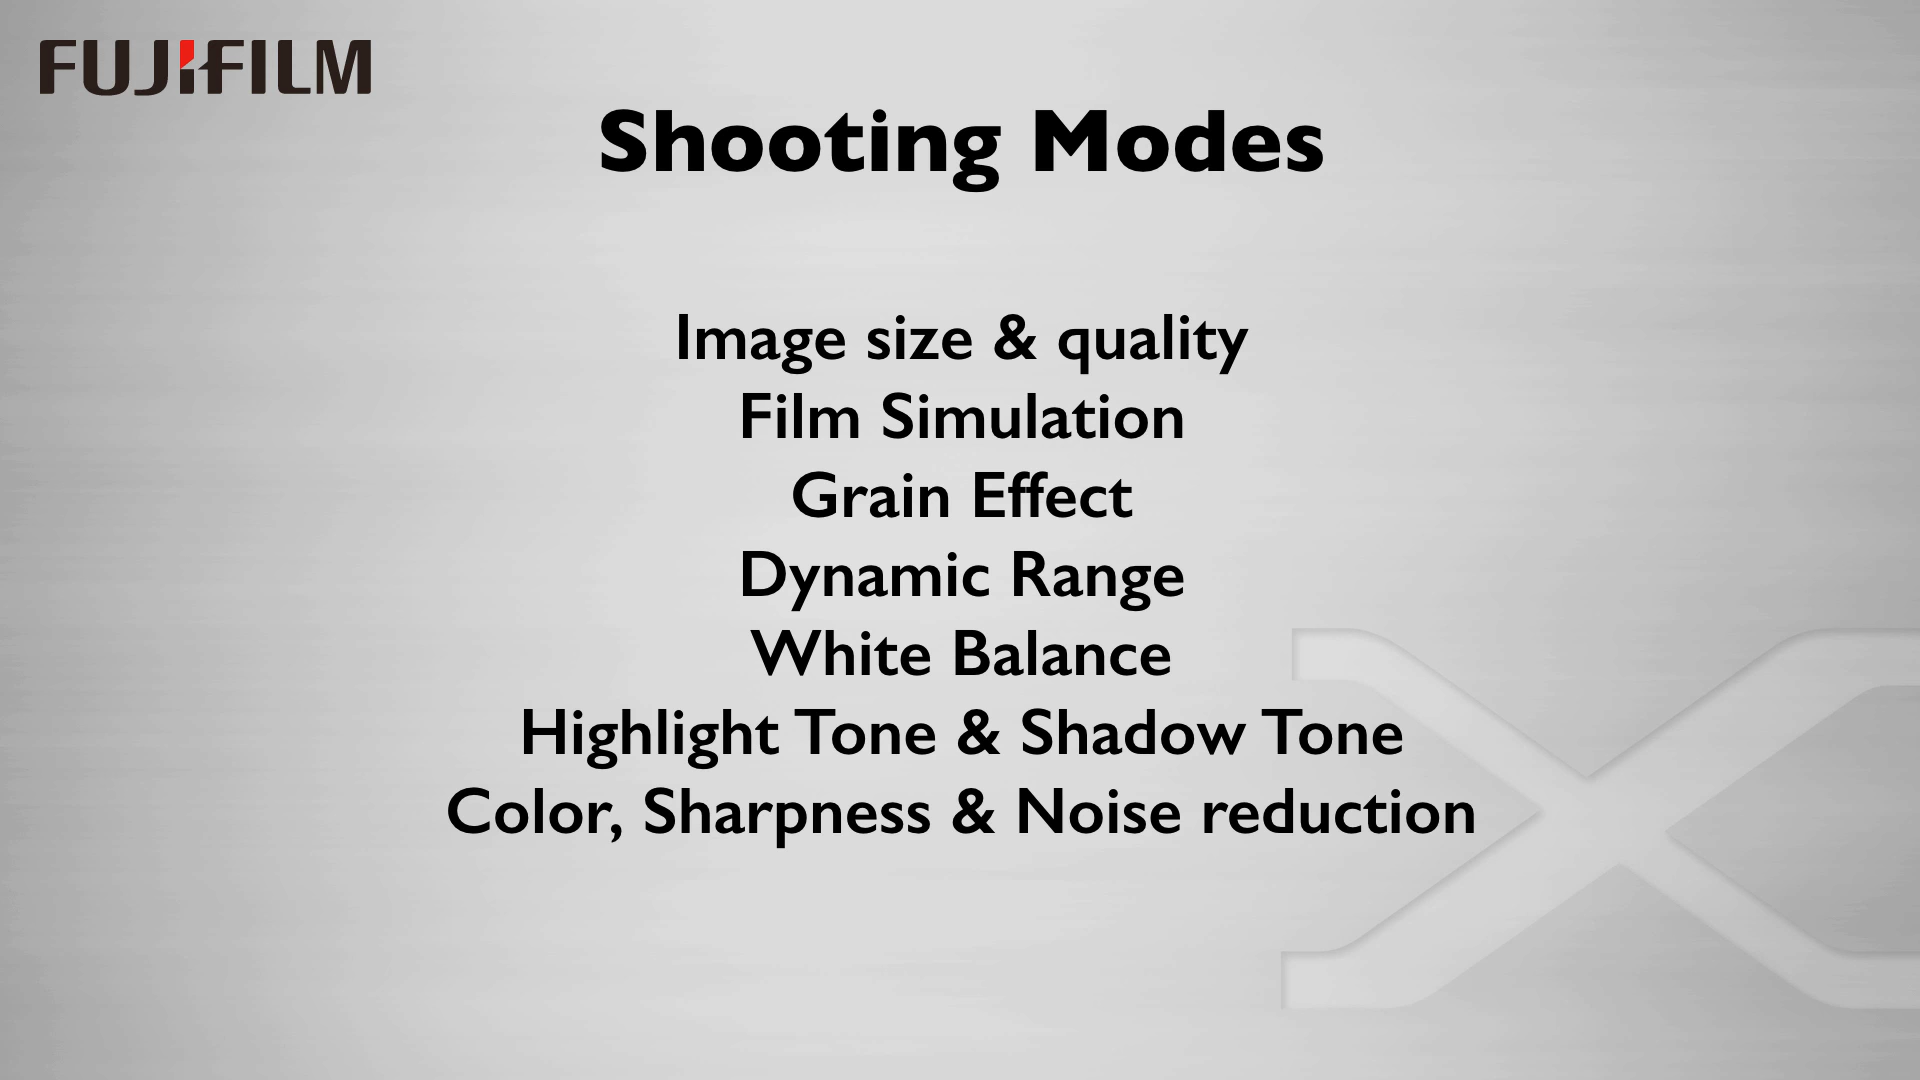 FUJIFILM
Shooting Modes
Image size & quality
Film Simulation
Grain Effect
Dynamic Range
White Balance
Highlight Tone & Shadow Tone
Color, Sharpness & Noise reduction